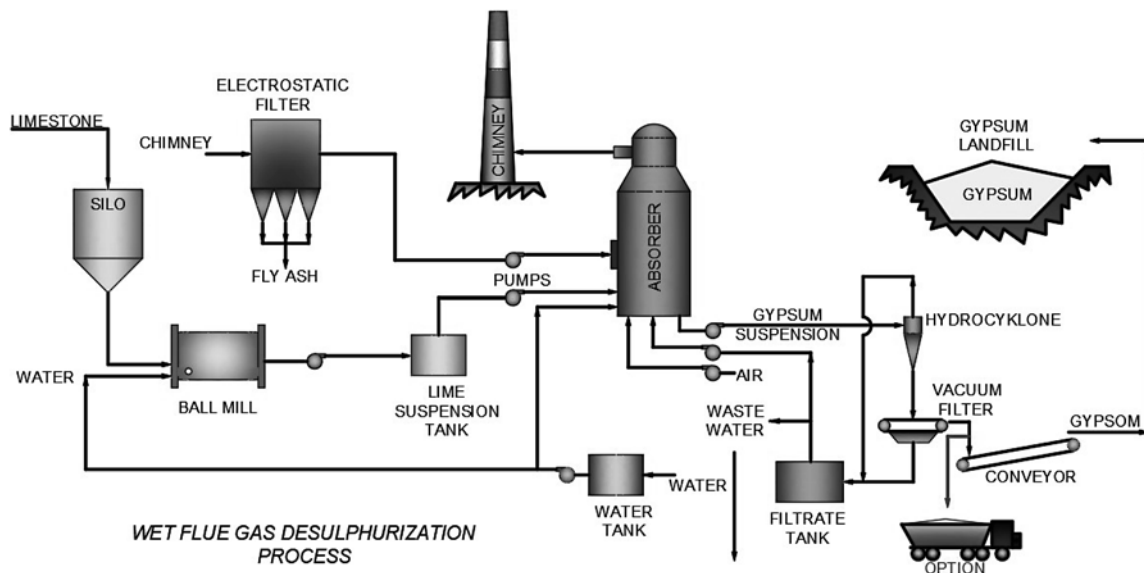 LIMESTONE
SILO
CHIMNEY
ELECTROSTATIC
FILTER
FLY ASH
CHIMNEY
PUMPS
ABSORBER
GYPSUM
LANDFILL
GYPSUM
GYPSUM
SUSPENSION
HYDROCYKLONE
AIR
WATER
BALL MILL
LIME
SUSPENSION
TANK
WASTE
WATER
VACUUM
FILTER
GYPSOM
CONVEYOR
WATER
WATER
TANK
FILTRATE
TANK
OPTION
WET FLUE GAS DESULPHURIZATION
PROCESS